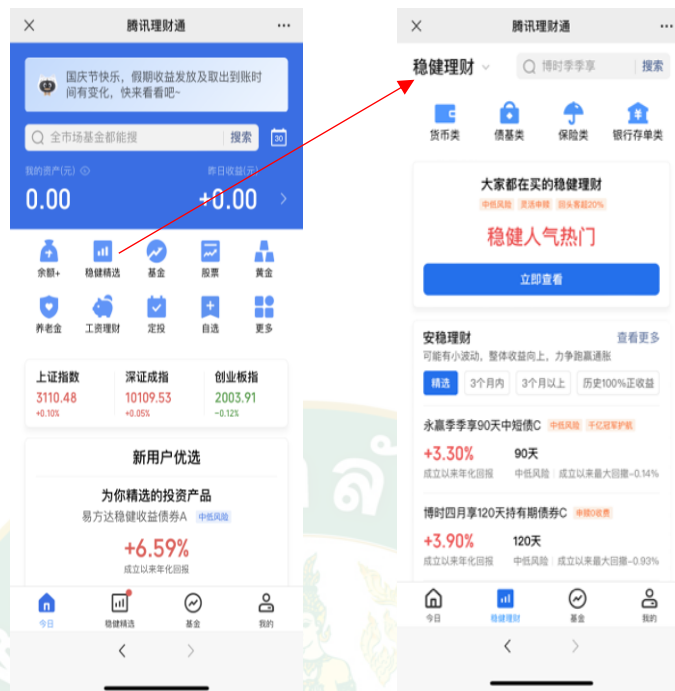 腾讯理财通
国庆节快乐，假期收益发放及取出到账时
间有变化，快来看看吧~
全市场基金都能搜 搜索 30
我的资产(元) 昨日收益(元)
0.00 +0.00
余额+ 稳健精选 基金 股票 黄金
养老金 工资理财 定投 自选 更多
上证指数 深证成指 创业板指
3110.48 10109.53 2003.91
+0.10% +0.05% -0.12%
新用户优选
为你精选的投资产品
易方达稳健收益债券A 中低风险
+6.59%
成立以来年化回报
今日 稳健精选 基金 我的
腾讯理财通
稳健理财 博时季季享 搜索
货币类 债基类 保险类 银行存单类
大家都在买的稳健理财
中低风险 灵活申赎 回头客超20%
稳健人气热门
立即查看
安稳理财 查看更多
可能有小波动，整体收益向上，力争跑赢通胀
精选 3个月内 3个月以上 历史100%正收益
永赢季季享90天中短债C 中低风险 千亿冠军护航
+3.30% 90天
成立以来年化回报 中低风险 成立以来最大回撤-0.14%
博时四月享120天持有期债券C 申赎0收费
+3.90% 120天
成立以来年化回报 中低风险 成立以来最大回撤-0.93%
今日 稳健理财 基金 我的